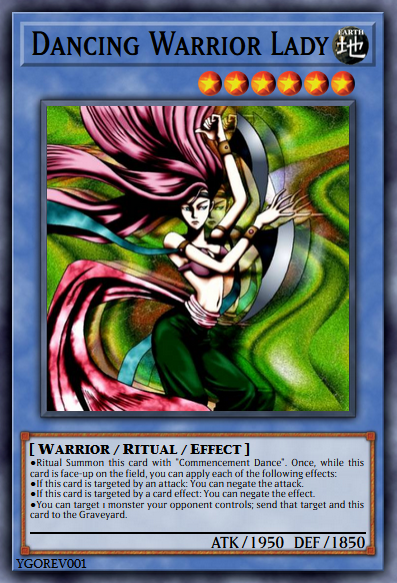 DANCING WARRIOR LADY
EARTH
地
[ WARRIOR / RITUAL / EFFECT ]
●Ritual Summon this card with "Commencement Dance". Once, while this
card is face-up on the field, you can apply each of the following effects:
●If this card is targeted by an attack: You can negate the attack.
●If this card is targeted by a card effect: You can negate the effect.
●You can target 1 monster your opponent controls; send that target and this
card to the Graveyard.
ATK / 1950 DEF / 1850
YGOREV001